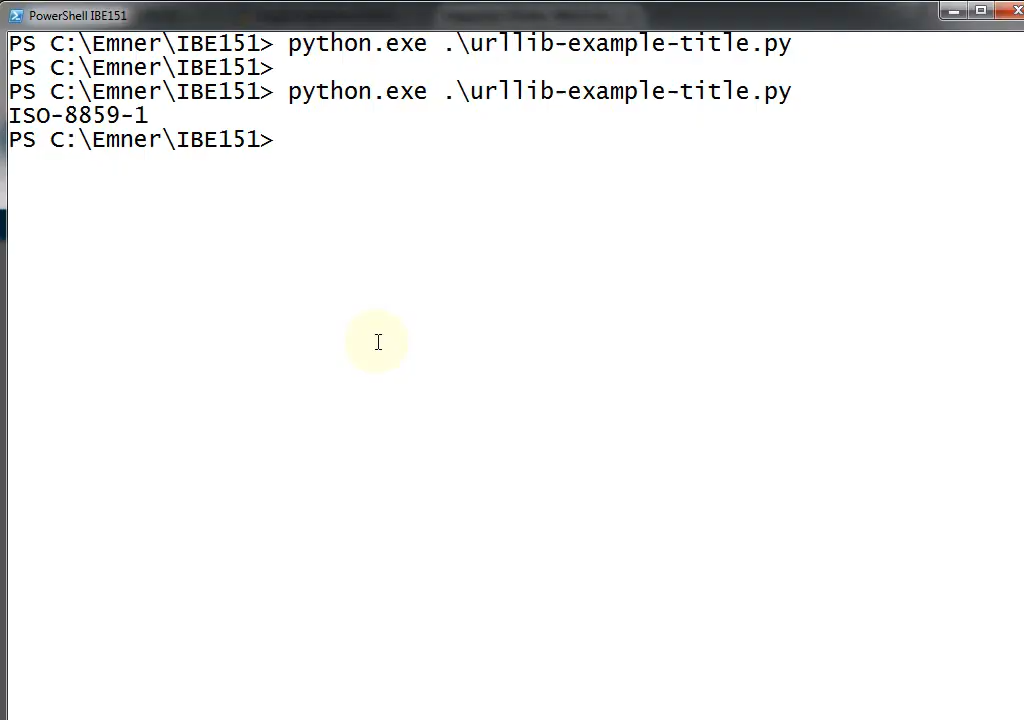 PowerShell IBE151
PS C:\Emner\IBE151> python.exe .\urllib-example-title.py
PS C:\Emner\IBE151>
PS C:\Emner\IBE151> python.exe .\urllib-example-title.py
ISO-8859-1
PS C:\Emner\IBE151>